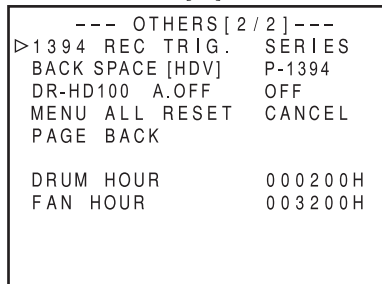 --- OTHERS[2/2]---
▷1394 REC TRIG. SERIES
BACK SPACE [HDV] P-1394
DR-HD100 A.OFF OFF
MENU ALL RESET CANCEL
PAGE BACK
DRUM HOUR 000200H
FAN HOUR 003200H